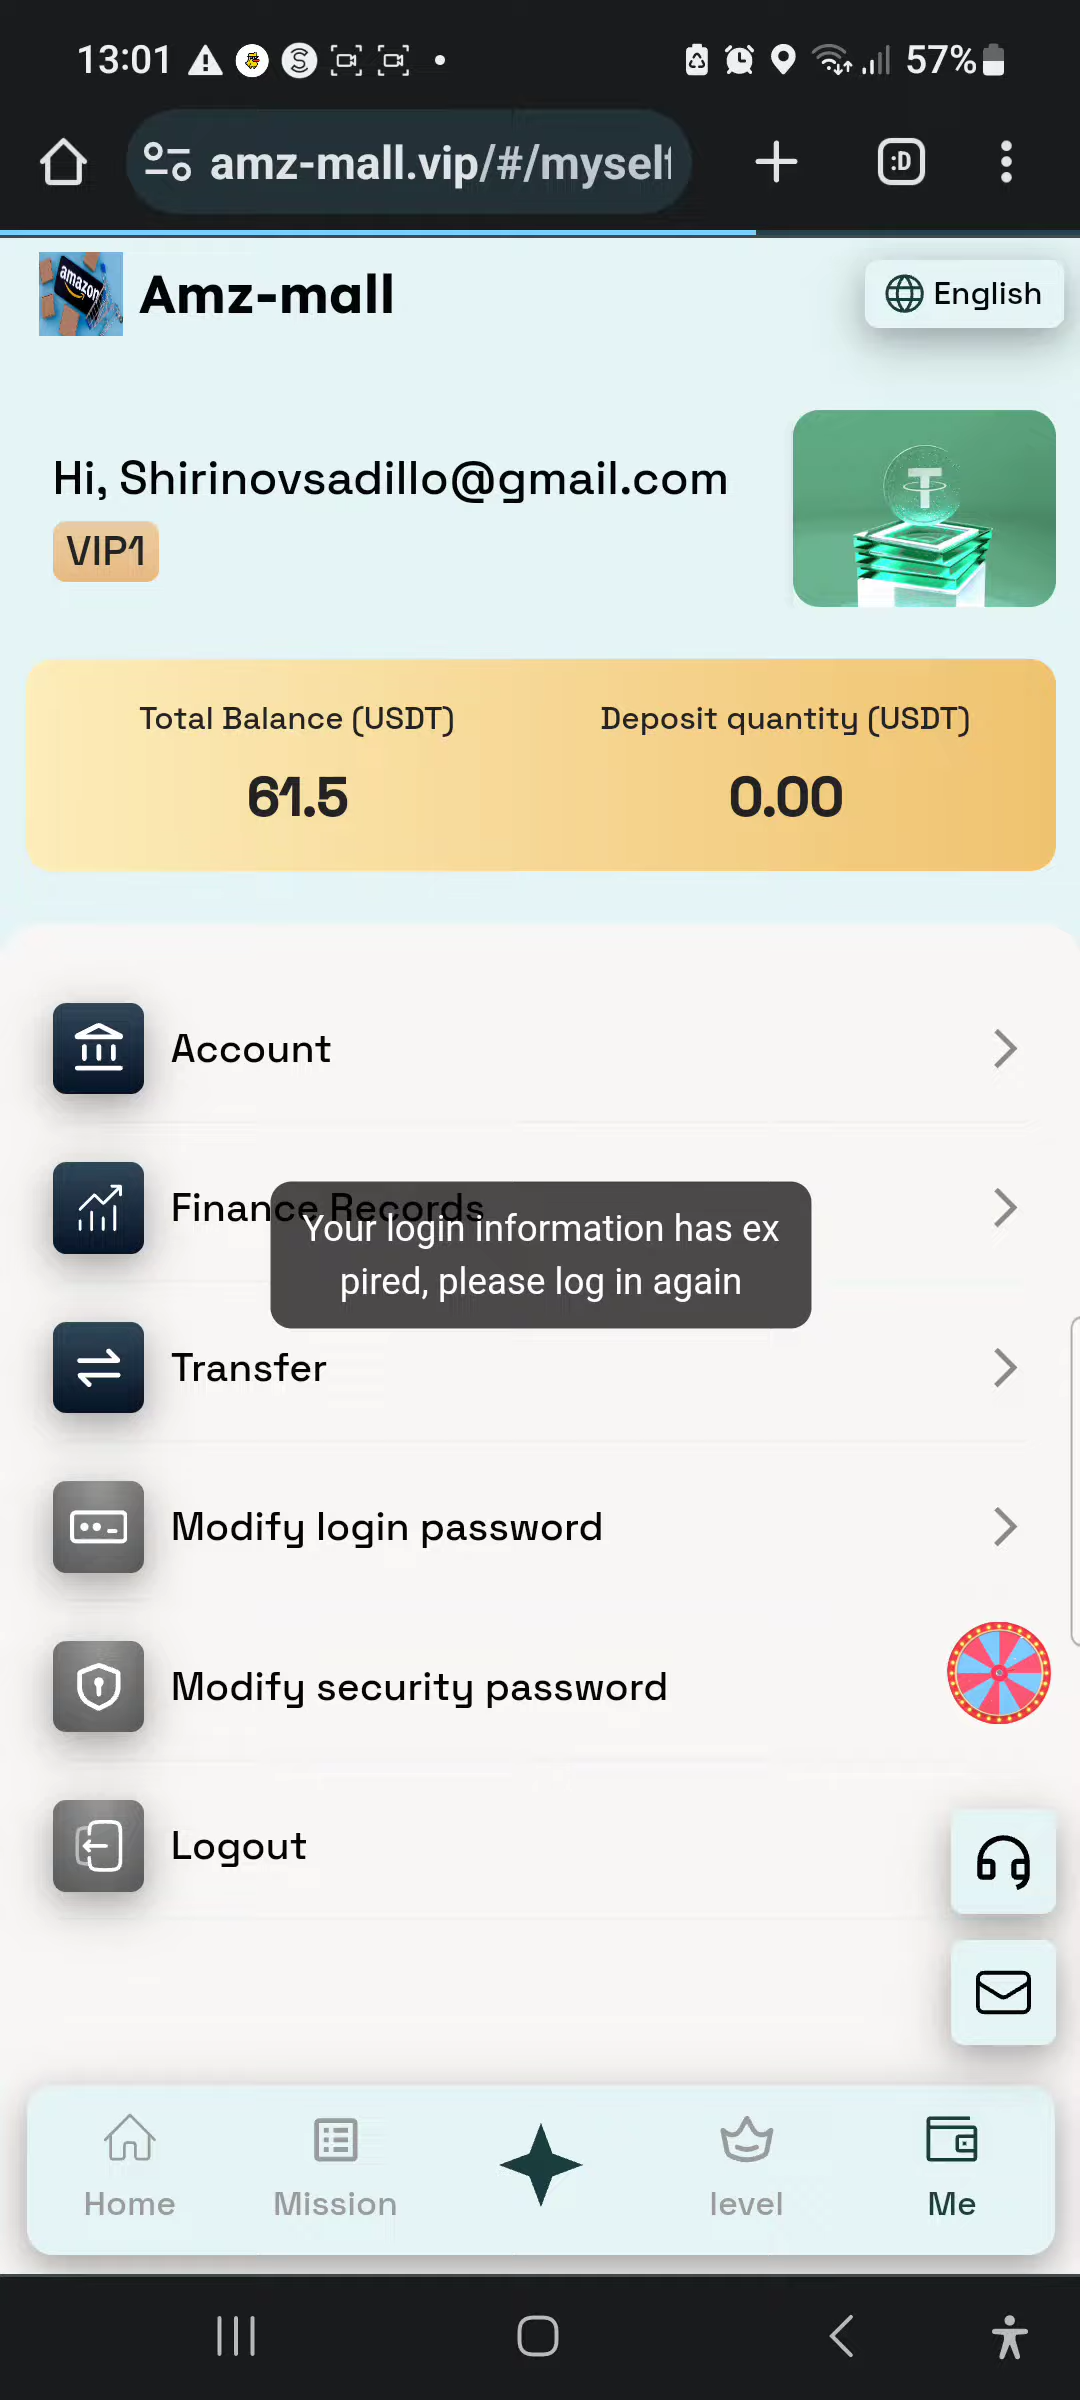 13:01
57%
amz-mall.vip/#/myself
amazon
Amz-mall
English
Hi, Shirinovsadillo@gmail.com
VIP1
Total Balance (USDT)
Deposit quantity (USDT)
61.5
0.00
Account
Finance Records
Your login information has ex
pired, please log in again
Transfer
Modify login password
Modify security password
Logout
Home
Mission
level
Me